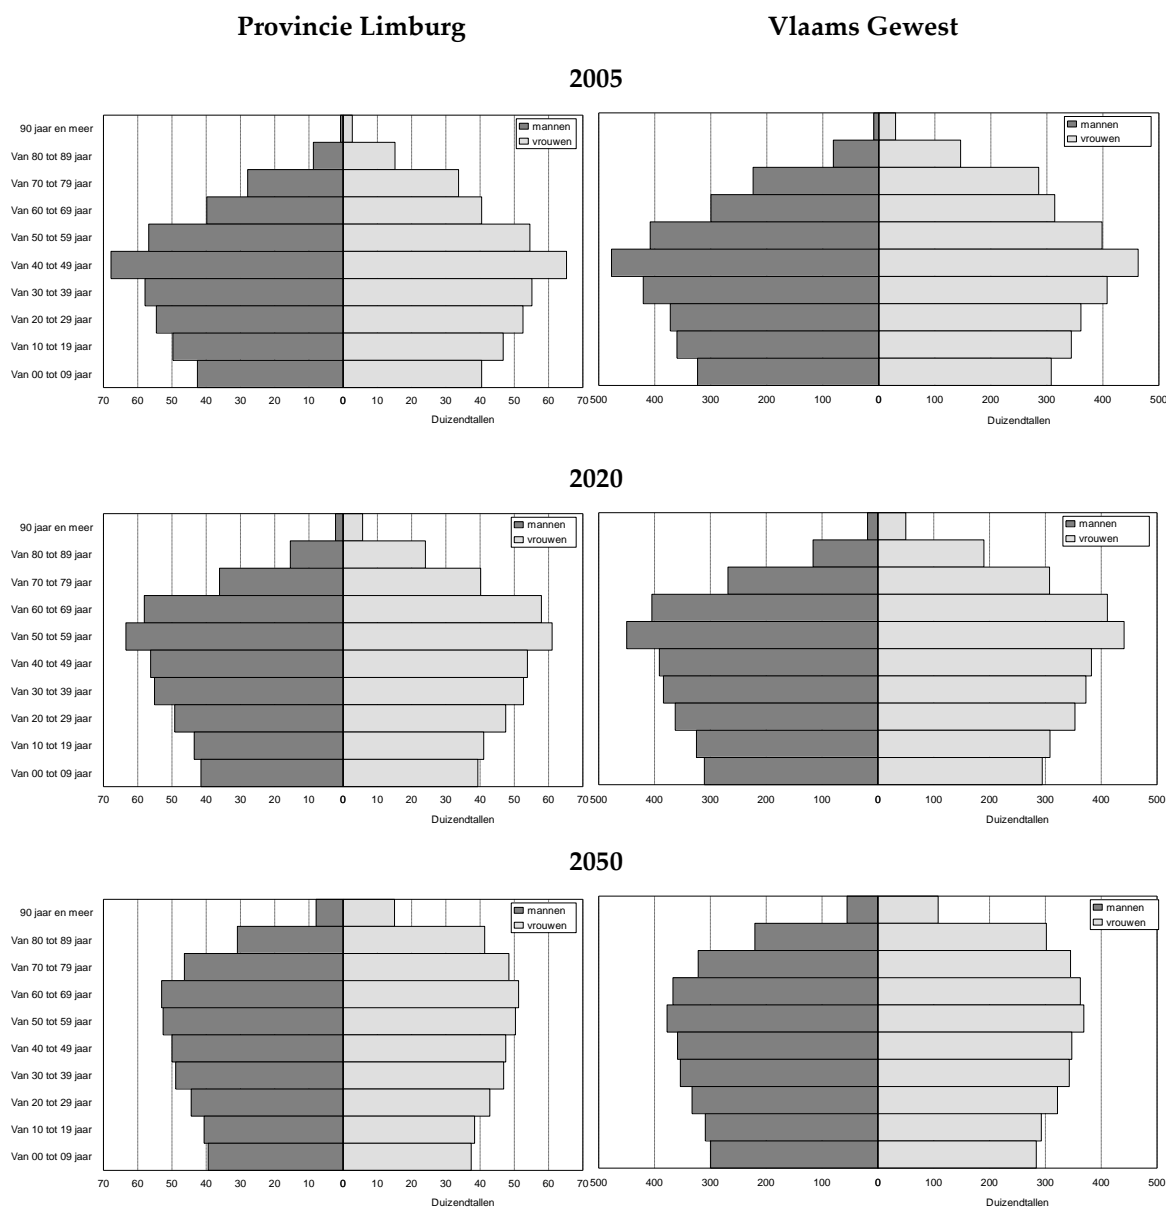 Provincie Limburg Vlaams Gewest
2005
90 jaar en meer
Van 80 tot 89 jaar
Van 70 tot 79 jaar
Van 60 tot 69 jaar
Van 50 tot 59 jaar
Van 40 tot 49 jaar
Van 30 tot 39 jaar
Van 20 tot 29 jaar
Van 10 tot 19 jaar
Van 00 tot 09 jaar
mannen
vrouwen
70 60 50 40 30 20 10 0 10 20 30 40 50 60 70
Duizendtallen
mannen
vrouwen
500 400 300 200 100 0 100 200 300 400 500
Duizendtallen
2020
90 jaar en meer
Van 80 tot 89 jaar
Van 70 tot 79 jaar
Van 60 tot 69 jaar
Van 50 tot 59 jaar
Van 40 tot 49 jaar
Van 30 tot 39 jaar
Van 20 tot 29 jaar
Van 10 tot 19 jaar
Van 00 tot 09 jaar
mannen
vrouwen
70 60 50 40 30 20 10 0 10 20 30 40 50 60 70
Duizendtallen
mannen
vrouwen
500 400 300 200 100 0 100 200 300 400 500
Duizendtallen
2050
90 jaar en meer
Van 80 tot 89 jaar
Van 70 tot 79 jaar
Van 60 tot 69 jaar
Van 50 tot 59 jaar
Van 40 tot 49 jaar
Van 30 tot 39 jaar
Van 20 tot 29 jaar
Van 10 tot 19 jaar
Van 00 tot 09 jaar
mannen
vrouwen
70 60 50 40 30 20 10 0 10 20 30 40 50 60 70
Duizendtallen
mannen
vrouwen
500 400 300 200 100 0 100 200 300 400 500
Duizendtallen